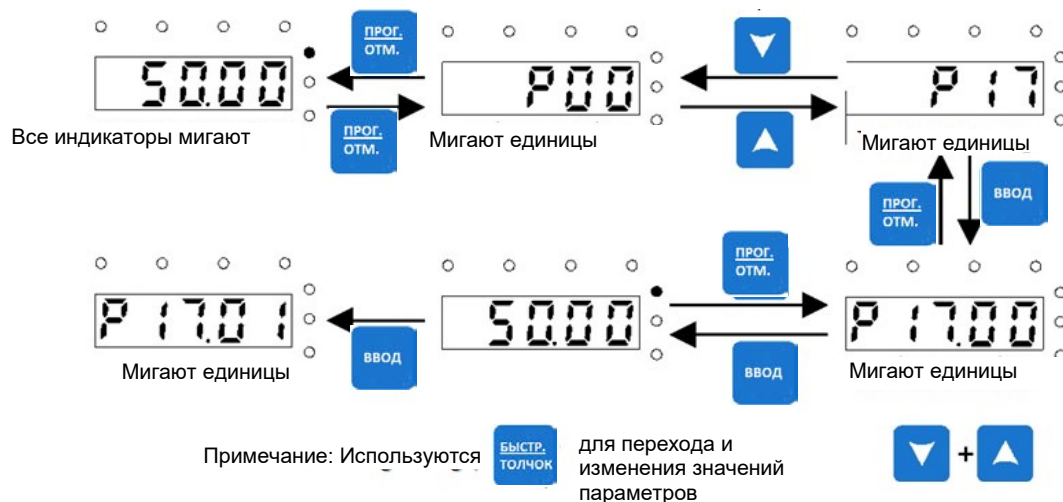 ПРОГ.
ОТМ.
50.00
P00
P17
ПРОГ.
ОТМ.
Все индикаторы мигают
Мигают единицы
Мигают единицы
ПРОГ.
ОТМ.
ВВОД
ПРОГ.
ОТМ.
P17.01
50.00
P17.00
ВВОД
ВВОД
Мигают единицы
Мигают единицы
Примечание: Используются
БЫСТР.
ТОЛЧОК
для перехода и
изменения значений
параметров
+